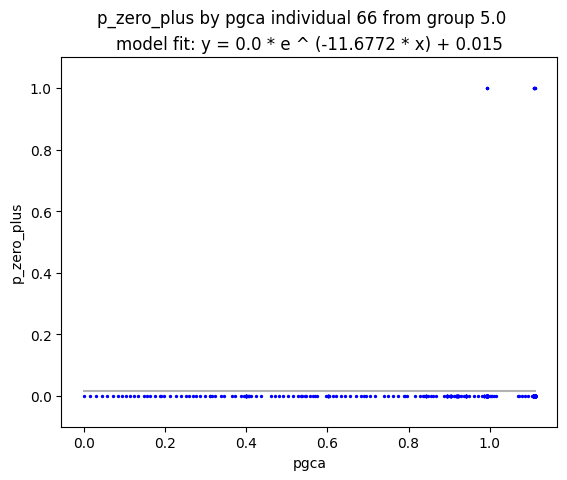 p_zero_plus by pgca individual 66 from group 5.0
model fit: y = 0.0 * e ^ (-11.6772 * x) + 0.015
1.0
0.8
0.6
0.4
0.2
0.0
p_zero_plus
0.0 0.2 0.4 0.6 0.8 1.0
pgca